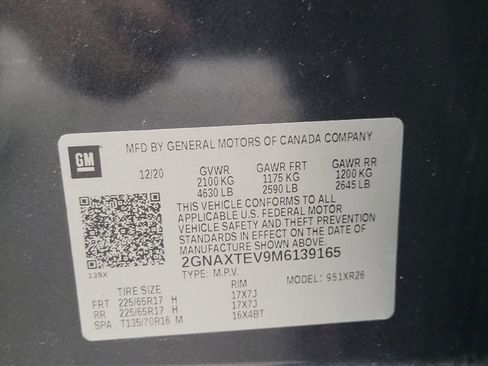 MFD BY GENERAL MOTORS OF CANADA COMPANY
GM
12/20 GVWR GAWR FRT GAWR RR
2100 KG 1175 KG 1200 KG
4630 LB 2590 LB 2645 LB
THIS VEHICLE CONFORMS TO ALL
APPLICABLE U.S. FEDERAL MOTOR
VEHICLE SAFETY AND THEFT PREVENTION
STANDARDS IN EFFECT ON THE DATE OF
MANUFACTURE SHOWN ABOVE.
2GNAXTEV9M6139165
139X TYPE: M.P.V. 951XR26
TIRE SIZE RIM
FRT 225/65R17 H 17X7J
RR 225/65R17 H 17X7J
SPA T135/70R16 M 16X4BT